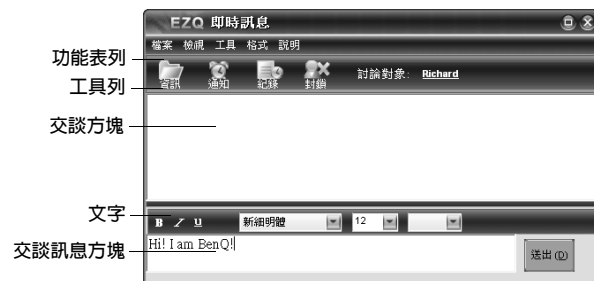 EZQ 即時訊息
檔案 檢視 工具 格式 說明
功能表列
資訊 通知 紀錄 封鎖 討論對象: Richard
工具列
交談方塊
文字
B I U 新細明體 12
Hi! I am BenQ!
交談訊息方塊
送出(D)